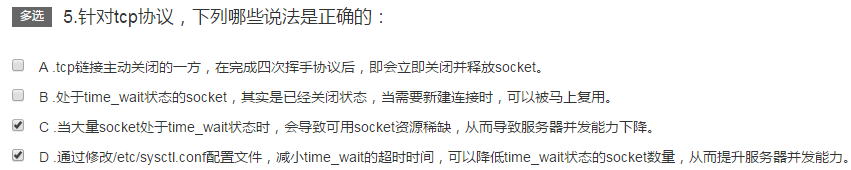 多选 5.针对tcp协议，下列哪些说法是正确的：
A .tcp链接主动关闭的一方，在完成四次挥手协议后，即会立即关闭并释放socket。
B .处于time_wait状态的socket，其实是已经关闭状态，当需要新建连接时，可以被马上复用。
C .当大量socket处于time_wait状态时，会导致可用socket资源稀缺，从而导致服务器并发能力下降。
D .通过修改/etc/sysctl.conf配置文件，减小time_wait的超时时间，可以降低time_wait状态的socket数量，从而提升服务器并发能力。